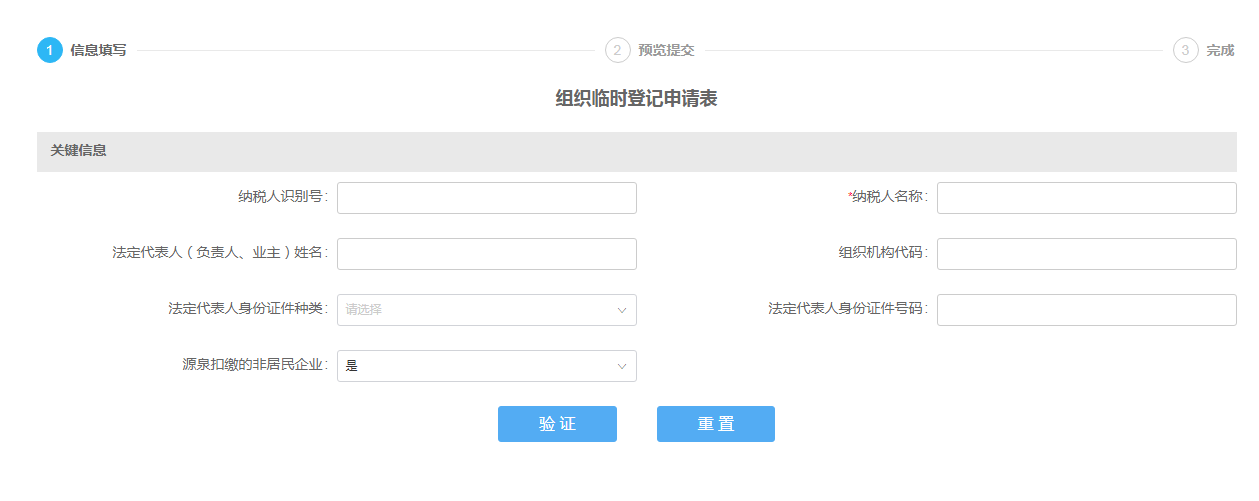 1 信息填写 2 预览提交 3 完成
组织临时登记申请表
关键信息
纳税人识别号: *纳税人名称:
法定代表人(负责人、业主)姓名: 组织机构代码:
法定代表人身份证件种类: 请选择 法定代表人身份证件号码:
源泉扣缴的非居民企业: 是
验证 重置